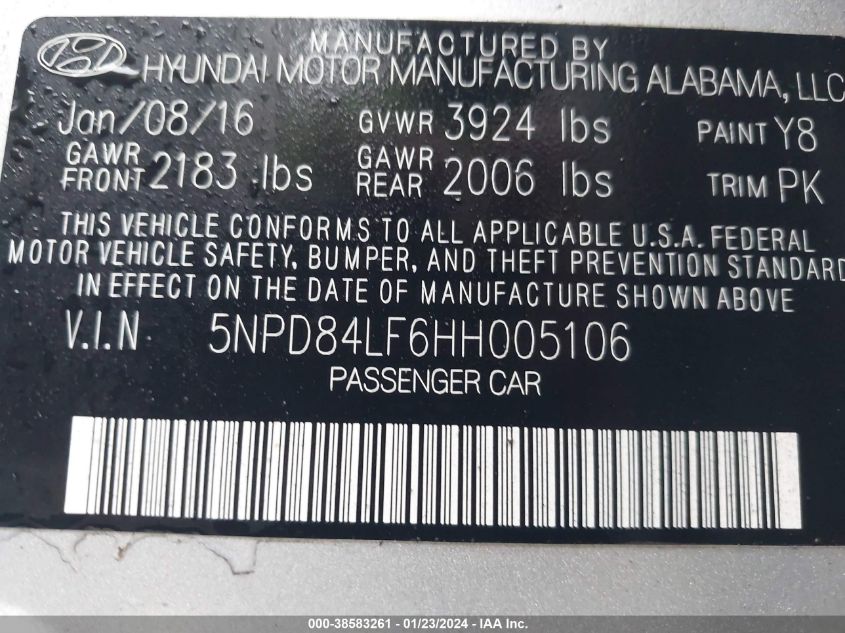 MANUFACTURED BY
HYUNDAI MOTOR MANUFACTURING ALABAMA, LLC
Jan/08/16 GVWR 3924 lbs PAINT Y8
GAWR FRONT 2183 lbs GAWR REAR 2006 lbs TRIM PK
THIS VEHICLE CONFORMS TO ALL APPLICABLE U.S.A. FEDERAL
MOTOR VEHICLE SAFETY, BUMPER, AND THEFT PREVENTION STANDARD
IN EFFECT ON THE DATE OF MANUFACTURE SHOWN ABOVE
V.I.N 5NPD84LF6HH005106
PASSENGER CAR
000-38583261 - 01/23/2024 - IAA Inc.